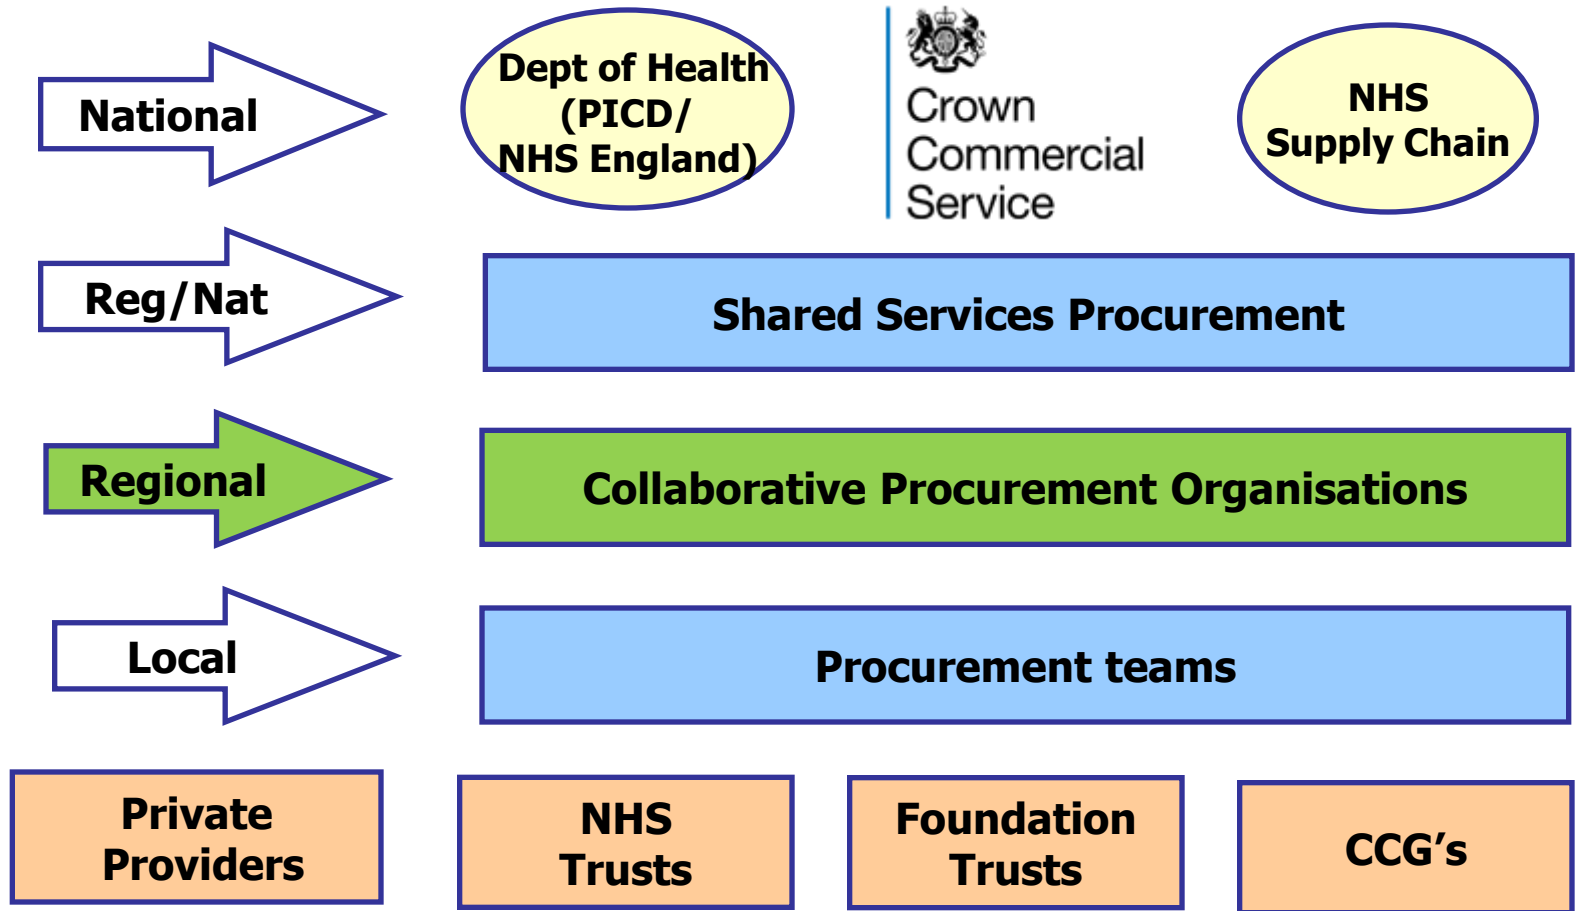 National
Dept of Health
(PICD/
NHS England)
Crown
Commercial
Service
NHS
Supply Chain
Reg/Nat
Shared Services Procurement
Regional
Collaborative Procurement Organisations
Local
Procurement teams
Private
Providers
NHS
Trusts
Foundation
Trusts
CCG’s